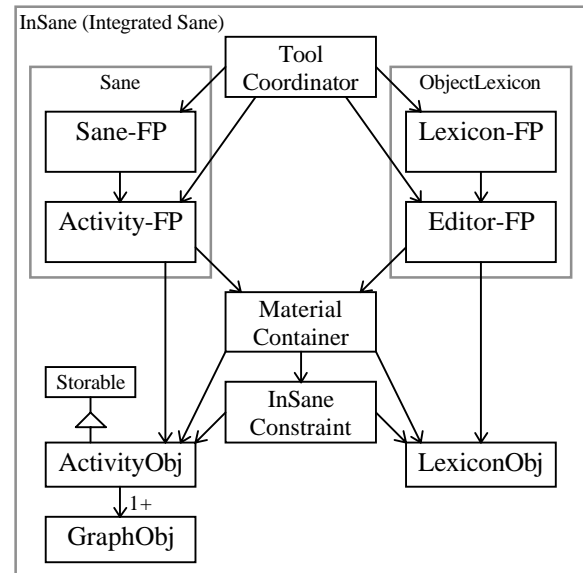 InSane (Integrated Sane)
Tool
Coordinator
Sane
ObjectLexicon
Sane-FP
Lexicon-FP
Activity-FP
Editor-FP
Material
Container
Storable
InSane
Constraint
ActivityObj
LexiconObj
1+
GraphObj